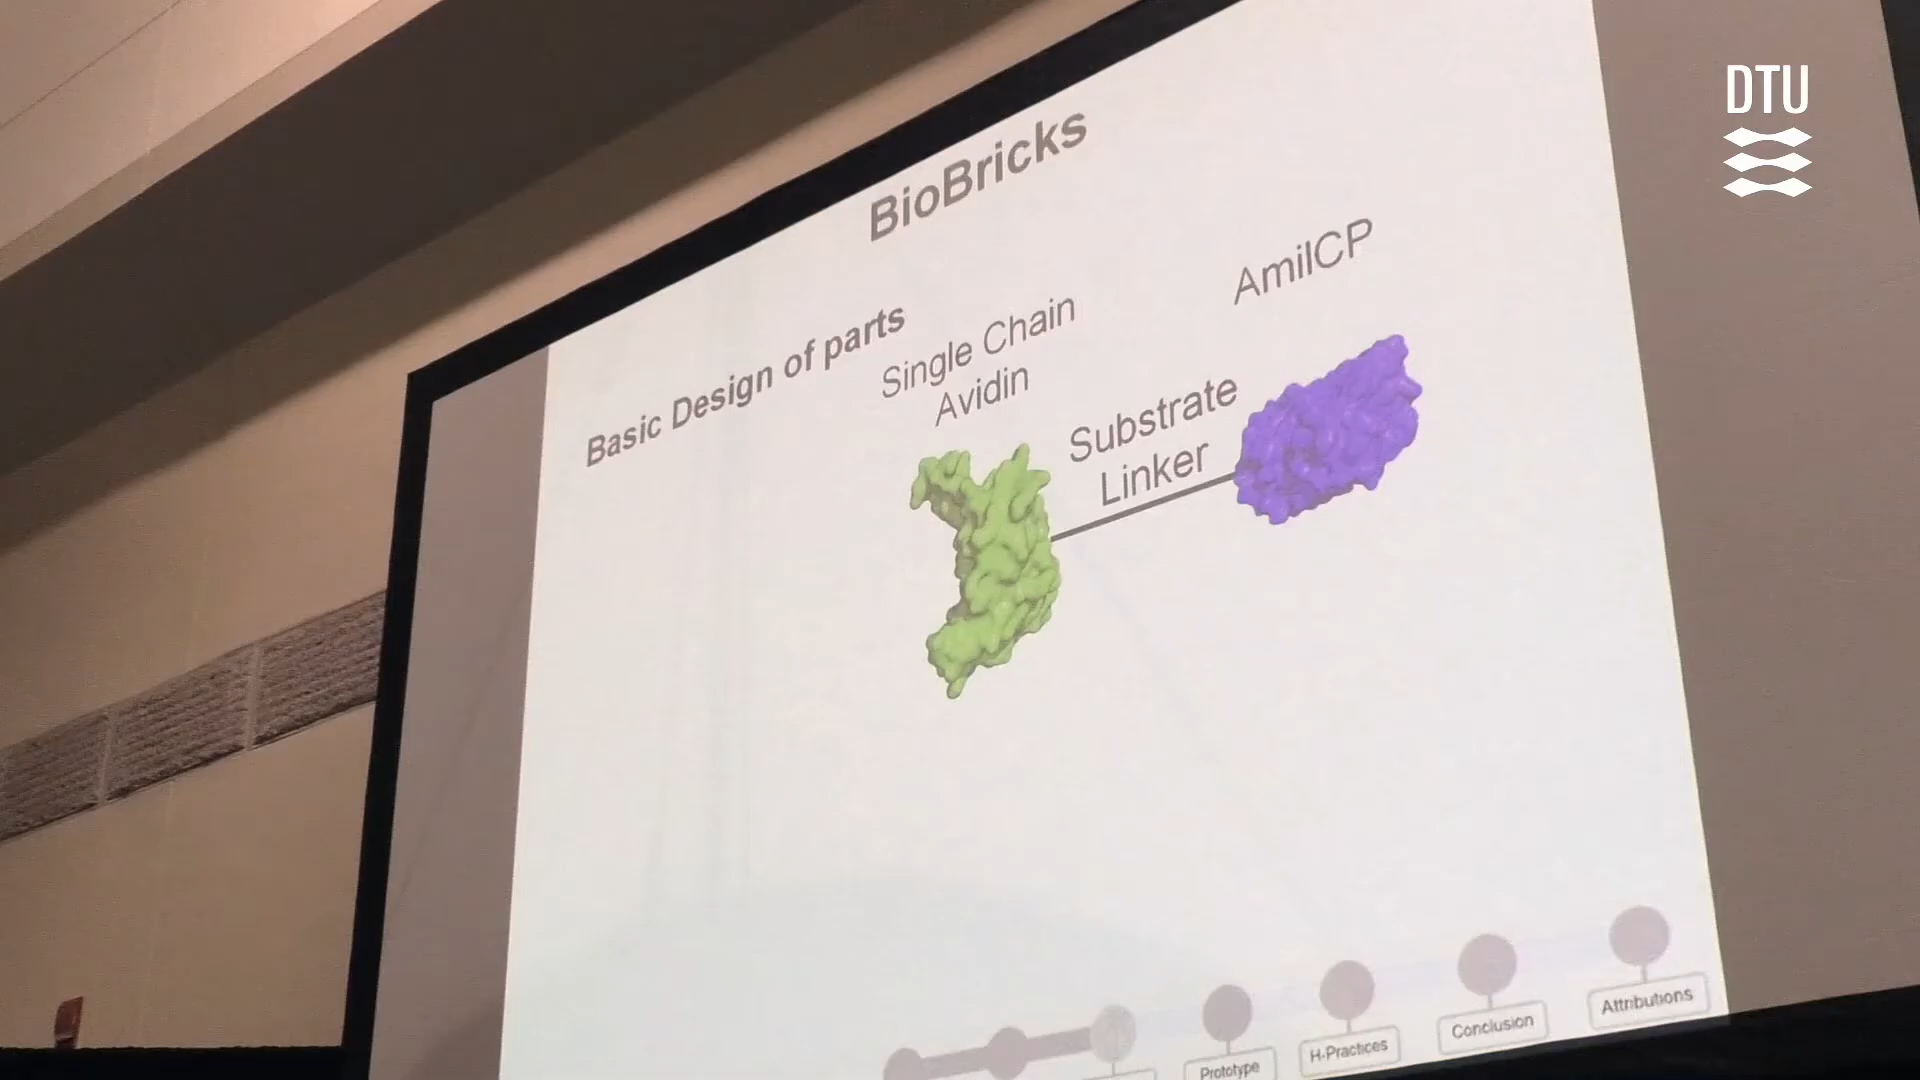 DTU
BioBricks
Basic Design of parts
Single Chain
Avidin
Substrate
Linker
AmilCP
Prototype
H-Practices
Conclusion
Attributions